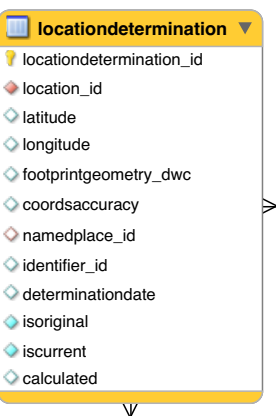 locationdetermination
locationdetermination_id
location_id
latitude
longitude
footprintgeometry_dwc
coordsaccuracy
namedplace_id
identifier_id
determinationdate
isoriginal
iscurrent
calculated